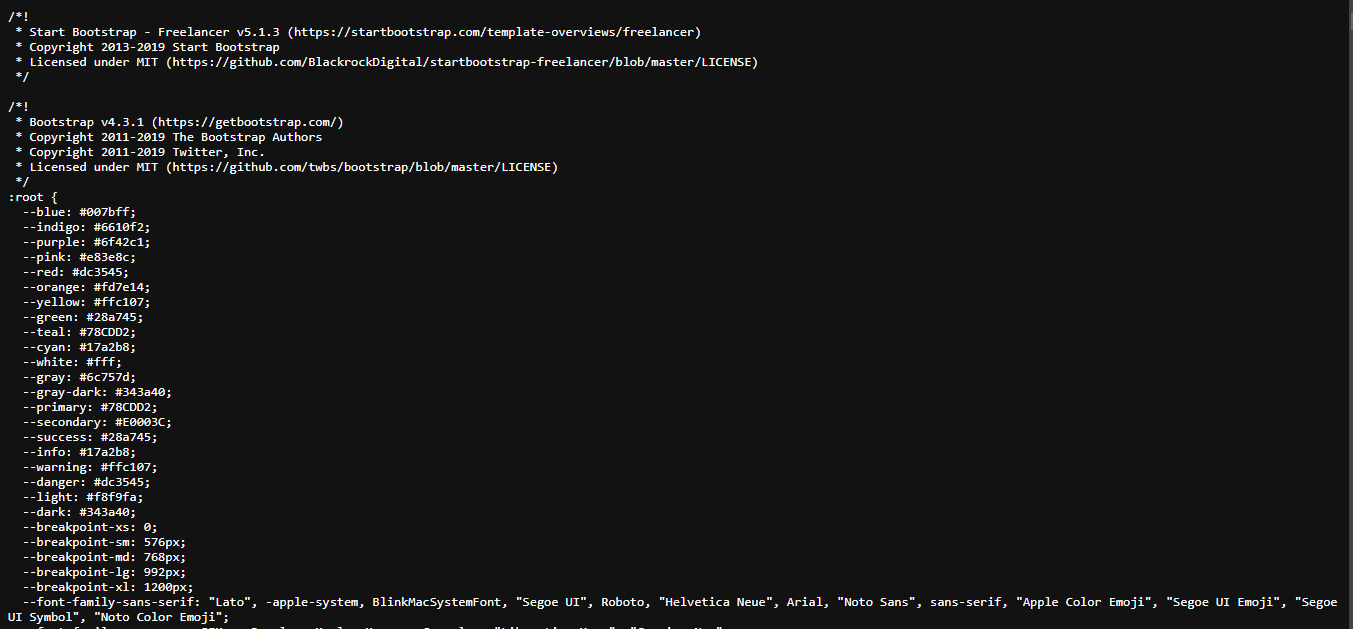 /*!
 * Start Bootstrap - Freelancer v5.1.3 (https://startbootstrap.com/template-overviews/freelancer)
 * Copyright 2013-2019 Start Bootstrap
 * Licensed under MIT (https://github.com/BlackrockDigital/startbootstrap-freelancer/blob/master/LICENSE)
 */
/*!
 * Bootstrap v4.3.1 (https://getbootstrap.com/)
 * Copyright 2011-2019 The Bootstrap Authors
 * Copyright 2011-2019 Twitter, Inc.
 * Licensed under MIT (https://github.com/twbs/bootstrap/blob/master/LICENSE)
 */
:root {
  --blue: #007bff;
  --indigo: #6610f2;
  --purple: #6f42c1;
  --pink: #e83e8c;
  --red: #dc3545;
  --orange: #fd7e14;
  --yellow: #ffc107;
  --green: #28a745;
  --teal: #78CDD2;
  --cyan: #17a2b8;
  --white: #fff;
  --gray: #6c757d;
  --gray-dark: #343a40;
  --primary: #78CDD2;
  --secondary: #E0003C;
  --success: #28a745;
  --info: #17a2b8;
  --warning: #ffc107;
  --danger: #dc3545;
  --light: #f8f9fa;
  --dark: #343a40;
  --breakpoint-xs: 0;
  --breakpoint-sm: 576px;
  --breakpoint-md: 768px;
  --breakpoint-lg: 992px;
  --breakpoint-xl: 1200px;
  --font-family-sans-serif: "Lato", -apple-system, BlinkMacSystemFont, "Segoe UI", Roboto, "Helvetica Neue", Arial, "Noto Sans", sans-serif, "Apple Color Emoji", "Segoe UI Emoji", "Segoe
UI Symbol", "Noto Color Emoji";